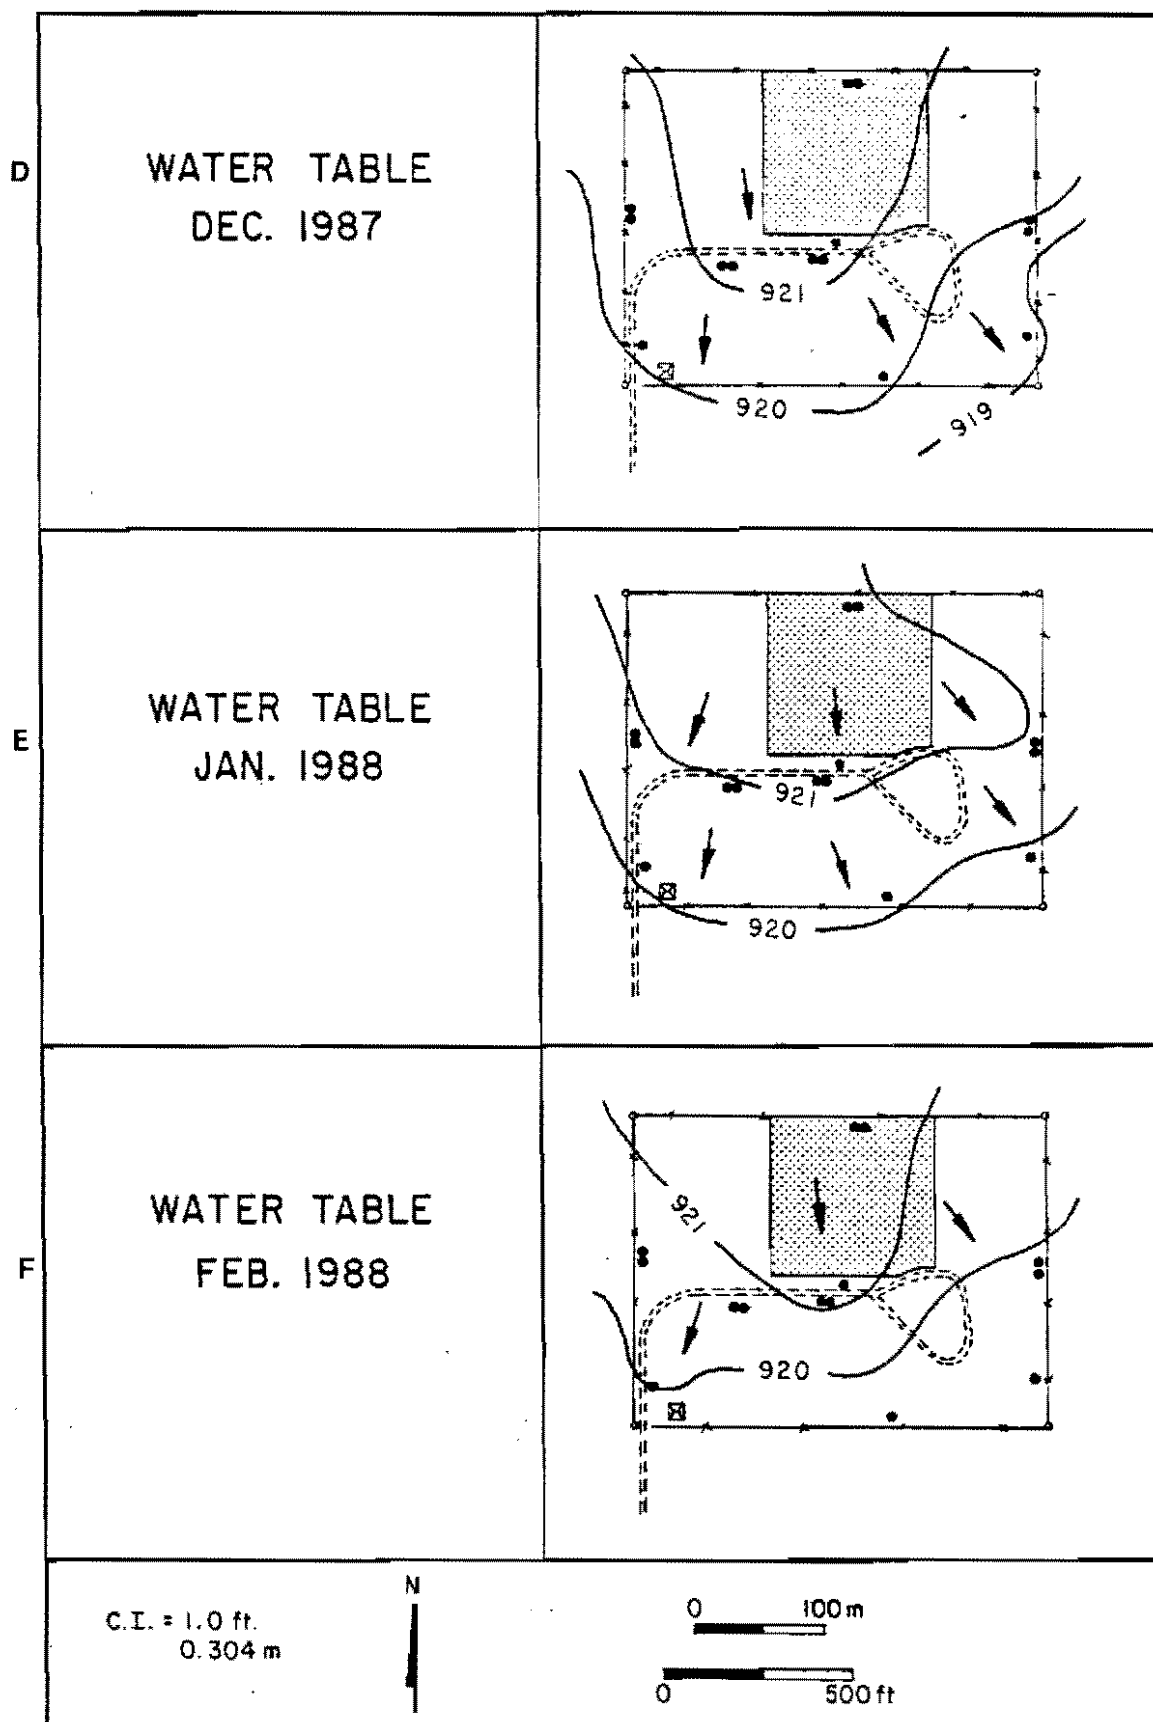 D
WATER TABLE
DEC. 1987
921
920
919
E
WATER TABLE
JAN. 1988
921
920
F
WATER TABLE
FEB. 1988
921
920
C.I. = 1.0 ft.
0.304 m
N
0 100 m
0 500 ft